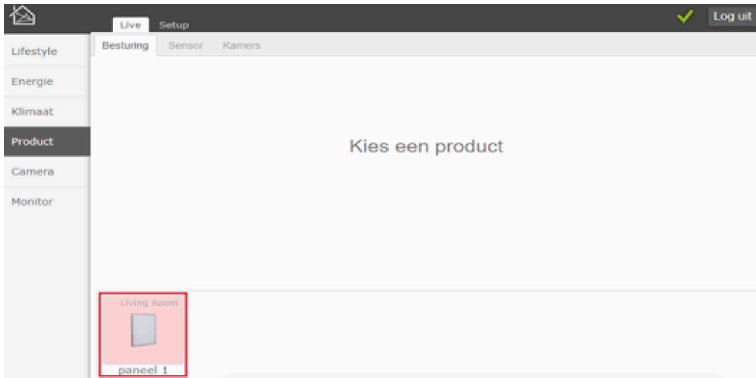 Live Setup Log uit
Lifestyle
Besturing Sensor Kamers
Energie
Klimaat
Product
Kies een product
Camera
Monitor
Living Room
paneel 1